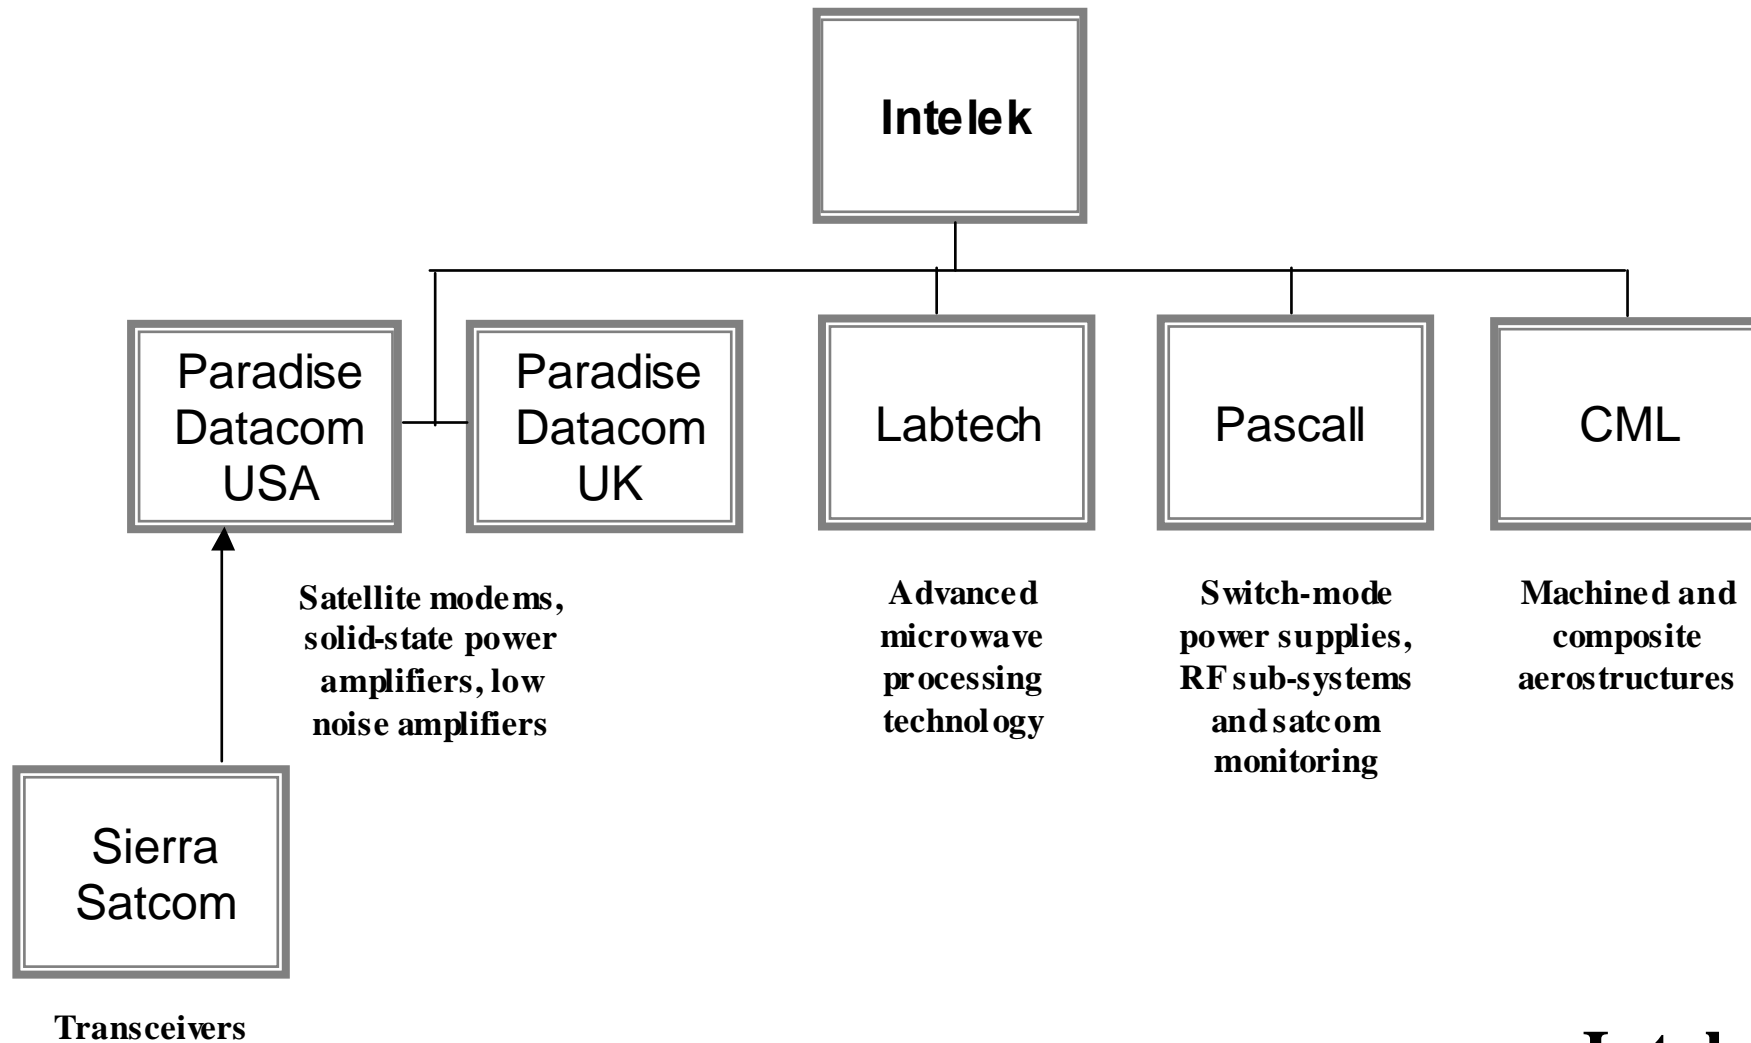 Intelek
Paradise
Datacom
USA
Paradise
Datacom
UK
Labtech
Pascall
CML
Satellite modems,
solid-state power
amplifiers, low
noise amplifiers
Advanced
microwave
processing
technology
Switch-mode
power supplies,
RF sub-systems
and satcom
monitoring
Machined and
composite
aerostructures
Sierra
Satcom
Transceivers